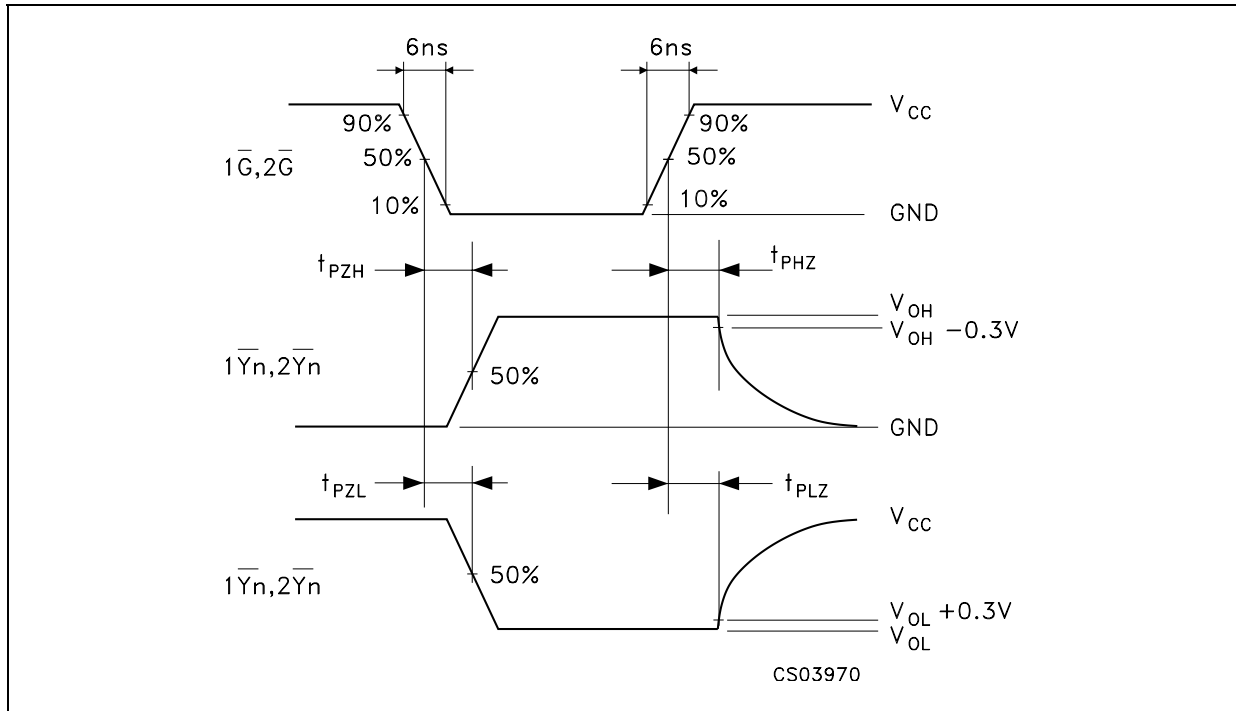 6ns 6ns
90% 90% V_CC
1G̅,2G̅ 50% 50%
10% 10% GND
t_PZH t_PHZ
V_OH
V_OH −0.3V
1Y̅n̅,2Y̅n̅ 50%
GND
t_PZL t_PLZ
V_CC
1Y̅n̅,2Y̅n̅ 50%
V_OL +0.3V
V_OL
CS03970